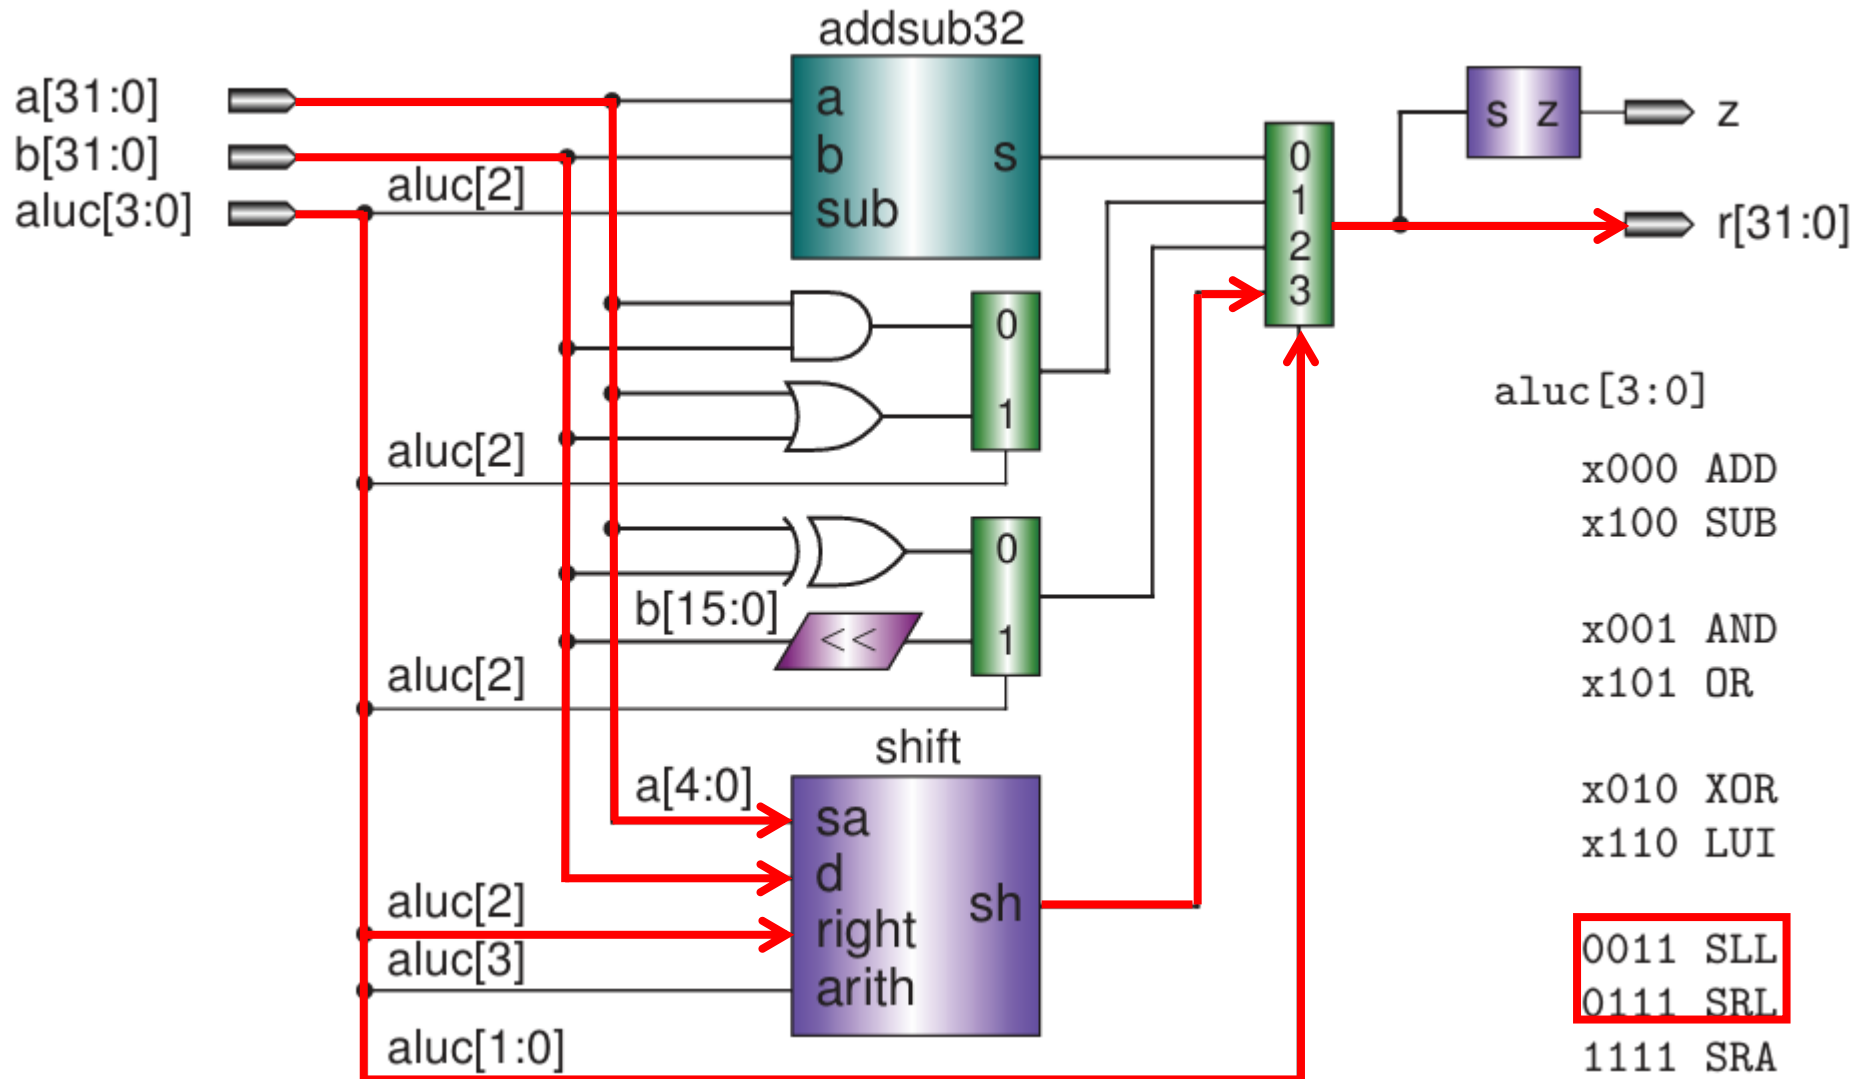 addsub32
a[31:0]
b[31:0]
aluc[3:0]
aluc[2]
a
b
sub
s
0
1
2
3
s z
z
r[31:0]
0
1
aluc[2]
0
1
b[15:0]
<<
aluc[2]
shift
a[4:0]
sa
d
right
arith
sh
aluc[2]
aluc[3]
aluc[1:0]
aluc[3:0]
x000 ADD
x100 SUB
x001 AND
x101 OR
x010 XOR
x110 LUI
0011 SLL
0111 SRL
1111 SRA